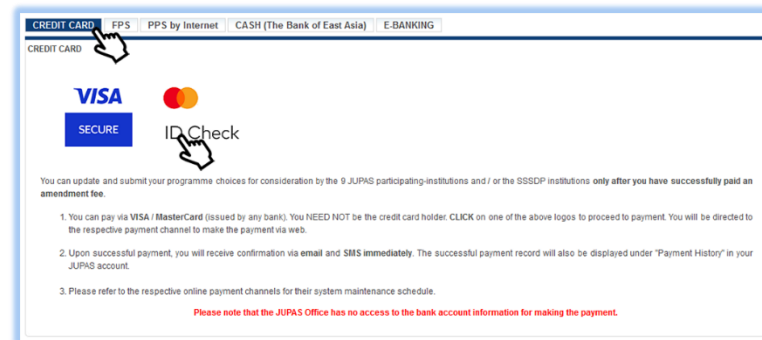 CREDIT CARD FPS PPS by Internet CASH (The Bank of East Asia) E-BANKING
CREDIT CARD
VISA
SECURE ID Check
You can update and submit your programme choices for consideration by the 9 JUPAS participating-institutions and / or the SSSDP institutions only after you have successfully paid an
amendment fee.
1. You can pay via VISA / MasterCard (issued by any bank). You NEED NOT be the credit card holder. CLICK on one of the above logos to proceed to payment. You will be directed to
the respective payment channel to make the payment via web.
2. Upon successful payment, you will receive confirmation via email and SMS immediately. The successful payment record will also be displayed under "Payment History" in your
JUPAS account.
3. Please refer to the respective online payment channels for their system maintenance schedule.
Please note that the JUPAS Office has no access to the bank account information for making the payment.